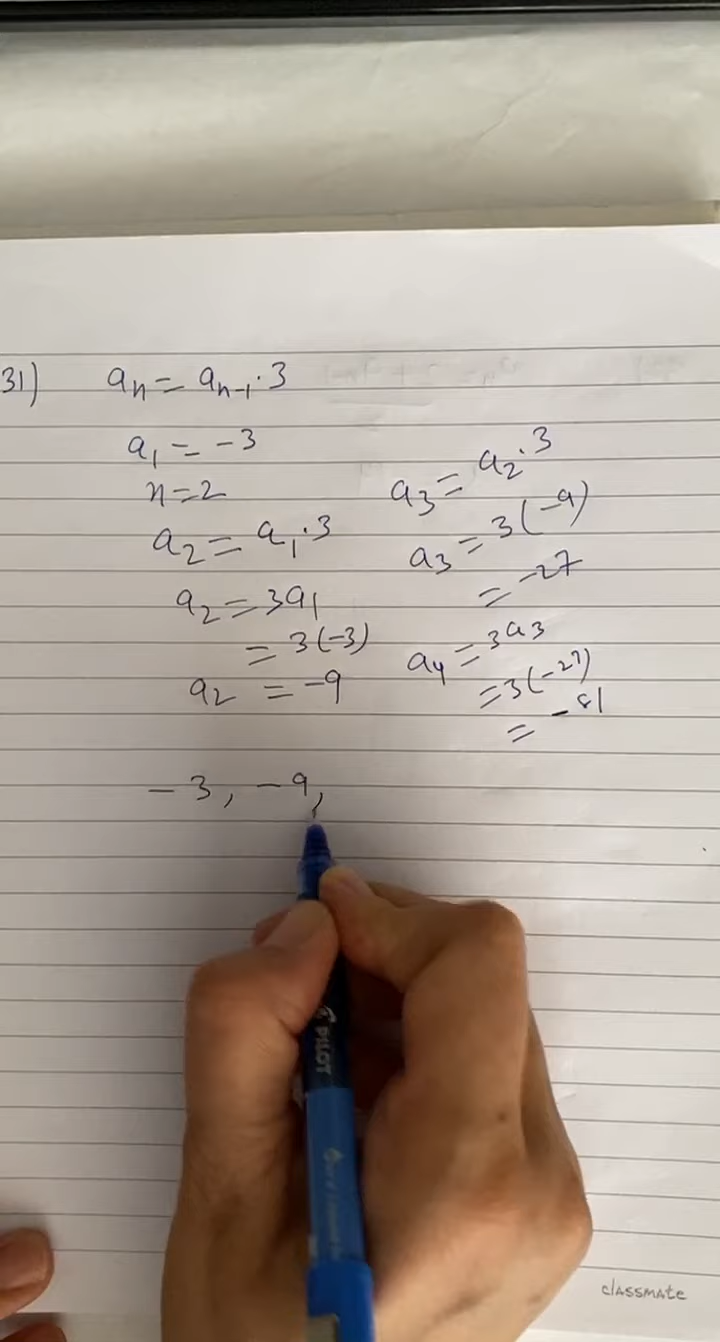 31) aₙ = aₙ₋₁ · 3
a₁ = -3
n = 2
a₂ = a₁ · 3
a₂ = 3a₁
= 3(-3)
a₂ = -9
a₃ = a₂ · 3
a₃ = 3(-9)
= -27
a₄ = 3a₃
= 3(-27)
= -81
-3, -9,
PILOT
classmate